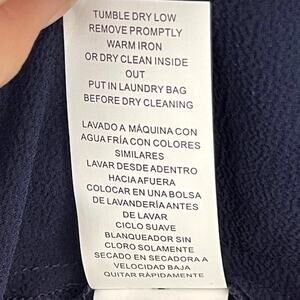 TUMBLE DRY LOW
REMOVE PROMPTLY
WARM IRON
OR DRY CLEAN INSIDE
OUT
PUT IN LAUNDRY BAG
BEFORE DRY CLEANING
LAVADO A MÁQUINA CON
AGUA FRÍA CON COLORES
SIMILARES
LAVAR DESDE ADENTRO
HACIA AFUERA
COLOCAR EN UNA BOLSA
DE LAVANDERÍA ANTES
DE LAVAR
CICLO SUAVE
BLANQUEADOR SIN
CLORO SOLAMENTE
SECADO EN SECADORA A
VELOCIDAD BAJA
QUITAR RÁPIDAMENTE